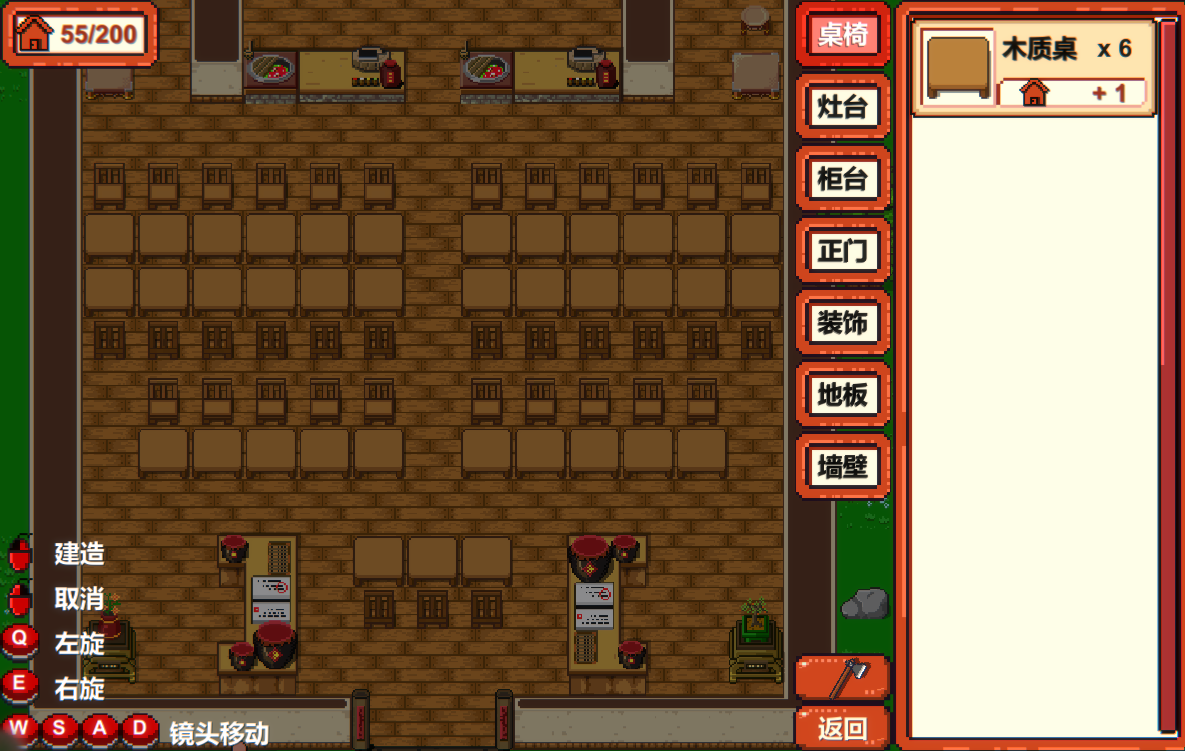 55/200
桌椅
灶台
柜台
正门
装饰
地板
墙壁
返回
木质桌 x 6
+ 1
建造
取消
Q 左旋
E 右旋
W S A D 镜头移动